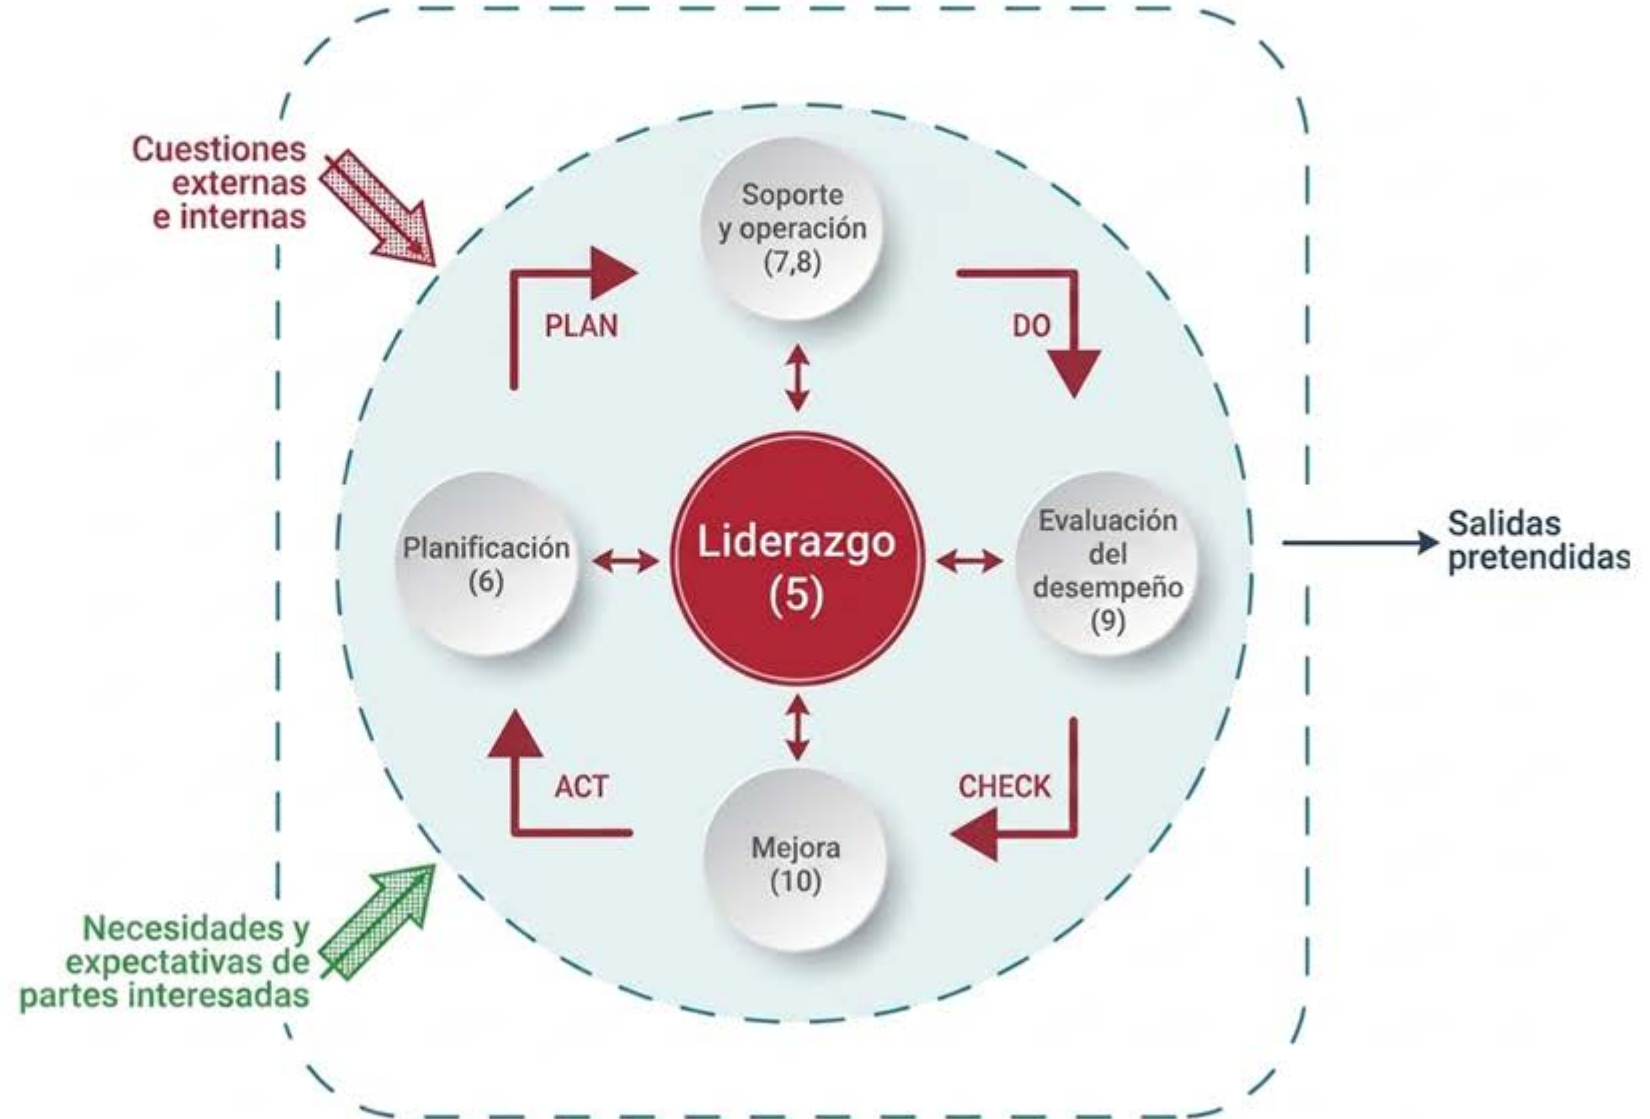 Cuestiones
externas
e internas
Soporte
y operación
(7,8)
PLAN
DO
Planificación
(6)
Liderazgo
(5)
Evaluación
del
desempeño
(9)
Salidas
pretendidas
ACT
CHECK
Mejora
(10)
Necesidades y
expectativas de
partes interesadas